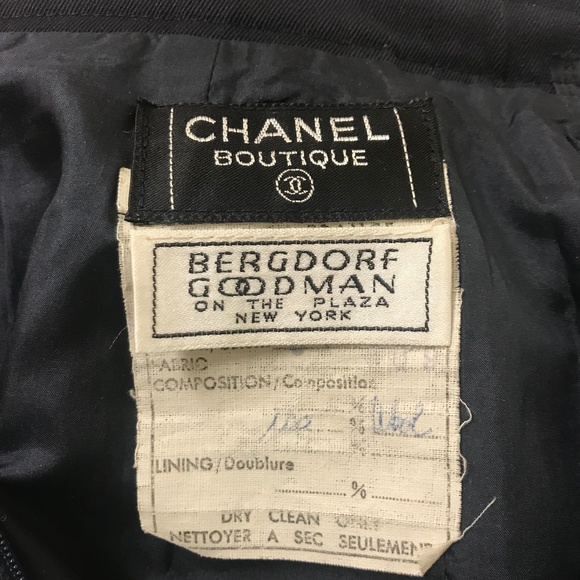 CHANEL
BOUTIQUE
BERGDORF
GOODMAN
ON THE PLAZA
NEW YORK
FABRIC
COMPOSITION/Composition
%
100 % Wool
%
LINING/Doublure
%
DRY CLEAN ONLY
NETTOYER A SEC SEULEMENT